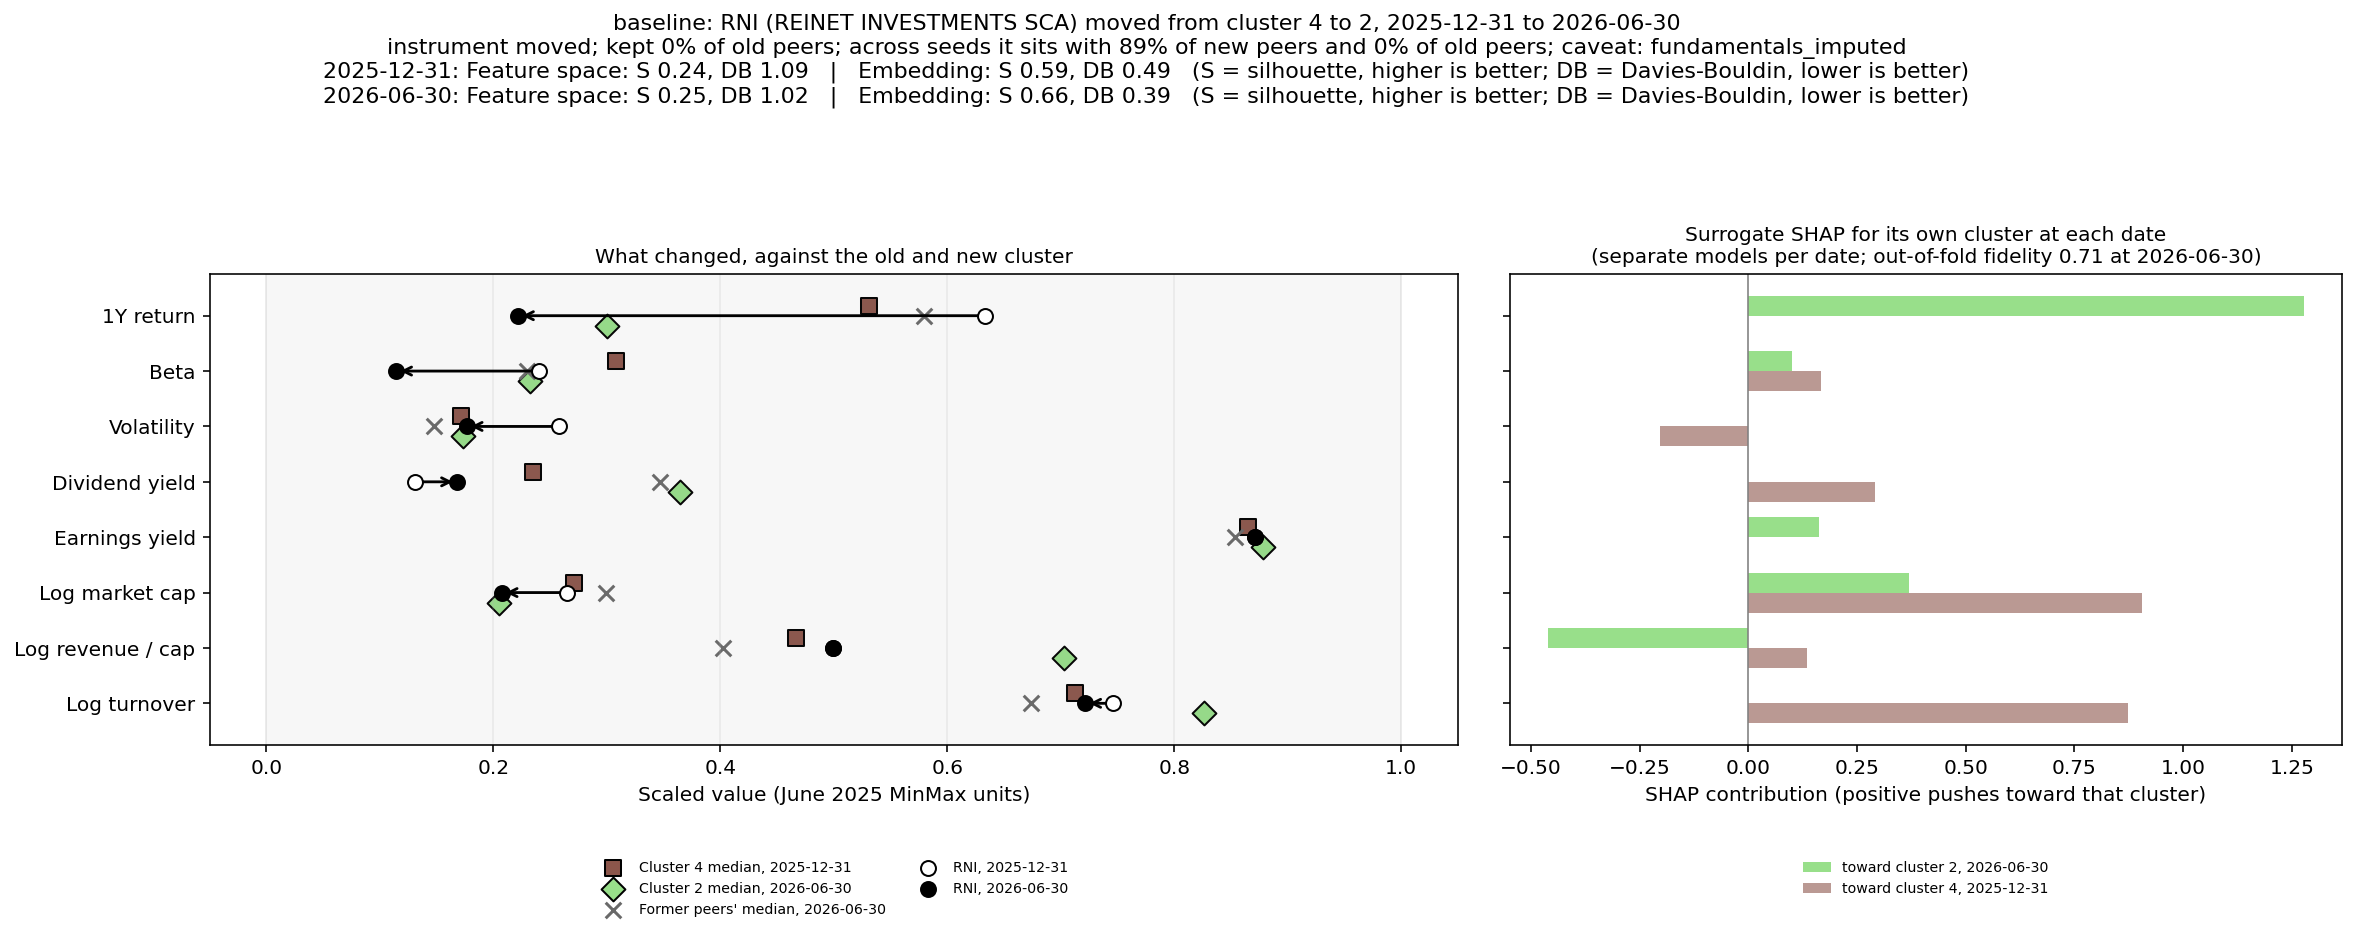 baseline: RNI (REINET INVESTMENTS SCA) moved from cluster 4 to 2, 2025-12-31 to 2026-06-30
instrument moved; kept 0% of old peers; across seeds it sits with 89% of new peers and 0% of old peers; caveat: fundamentals_imputed
2025-12-31: Feature space: S 0.24, DB 1.09   |   Embedding: S 0.59, DB 0.49   (S = silhouette, higher is better; DB = Davies-Bouldin, lower is better)
2026-06-30: Feature space: S 0.25, DB 1.02   |   Embedding: S 0.66, DB 0.39   (S = silhouette, higher is better; DB = Davies-Bouldin, lower is better)
What changed, against the old and new cluster
1Y return
Beta
Volatility
Dividend yield
Earnings yield
Log market cap
Log revenue / cap
Log turnover
0.0 0.2 0.4 0.6 0.8 1.0
Scaled value (June 2025 MinMax units)
Cluster 4 median, 2025-12-31
Cluster 2 median, 2026-06-30
Former peers' median, 2026-06-30
RNI, 2025-12-31
RNI, 2026-06-30
Surrogate SHAP for its own cluster at each date
(separate models per date; out-of-fold fidelity 0.71 at 2026-06-30)
−0.50 −0.25 0.00 0.25 0.50 0.75 1.00 1.25
SHAP contribution (positive pushes toward that cluster)
toward cluster 2, 2026-06-30
toward cluster 4, 2025-12-31